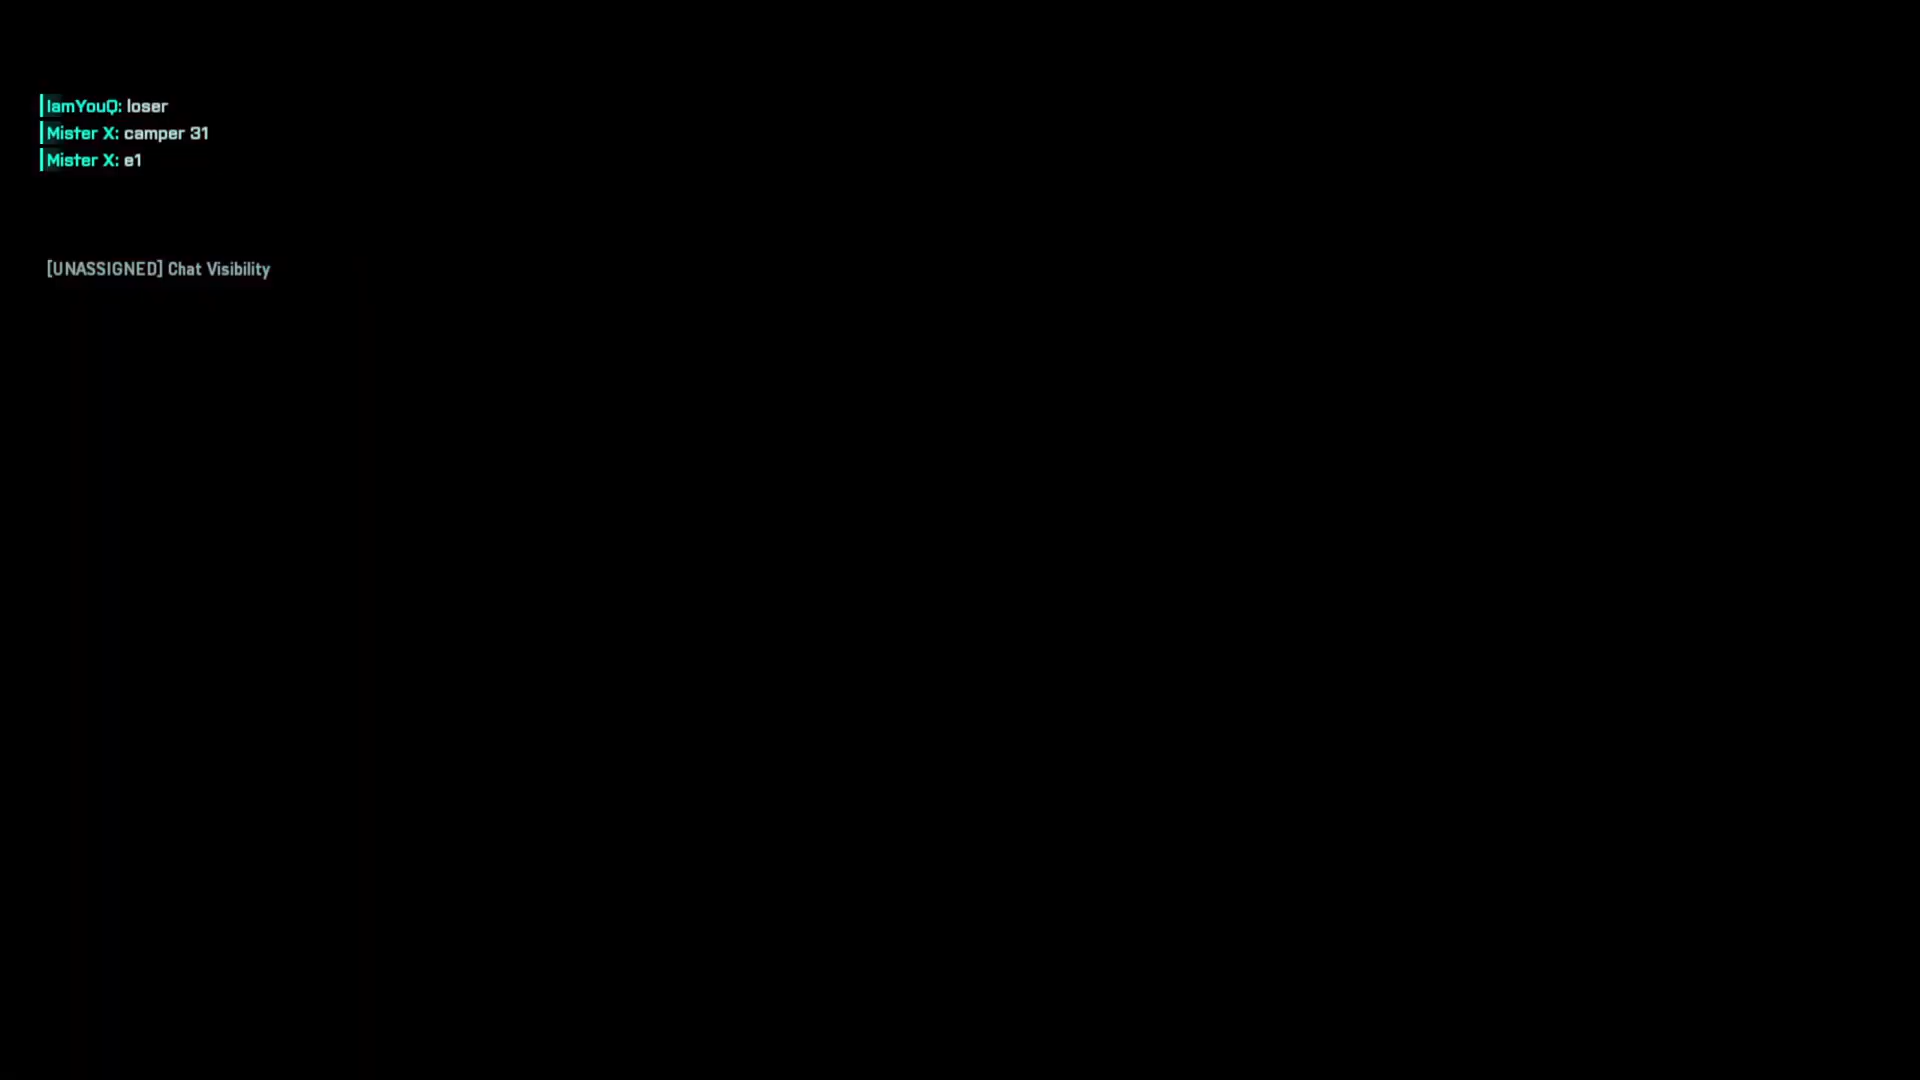 IamYouQ: loser
Mister X: camper 31
Mister X: e1
[UNASSIGNED] Chat Visibility